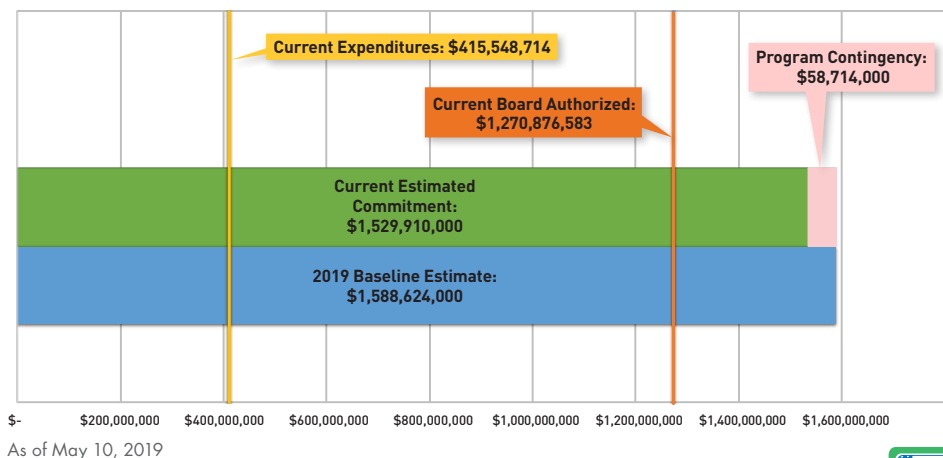 Current Expenditures: $415,548,714
Program Contingency:
$58,714,000
Current Board Authorized:
$1,270,876,583
Current Estimated
Commitment:
$1,529,910,000
2019 Baseline Estimate:
$1,588,624,000
$- $200,000,000 $400,000,000 $600,000,000 $800,000,000 $1,000,000,000 $1,200,000,000 $1,400,000,000 $1,600,000,000
As of May 10, 2019